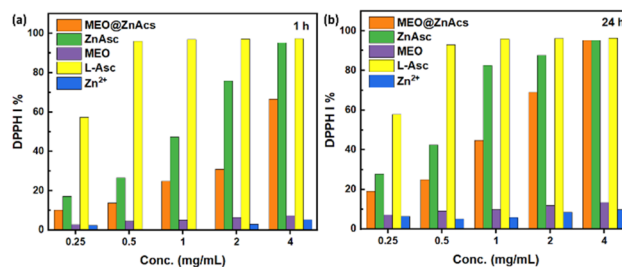 (a)
1 h
MEO@ZnAcs
ZnAsc
MEO
L-Asc
Zn²⁺
DPPH I %
100
80
60
40
20
0
0.25 0.5 1 2 4
Conc. (mg/mL)
(b)
24 h
MEO@ZnAcs
ZnAsc
MEO
L-Asc
Zn²⁺
DPPH I %
100
80
60
40
20
0
0.25 0.5 1 2 4
Conc. (mg/mL)